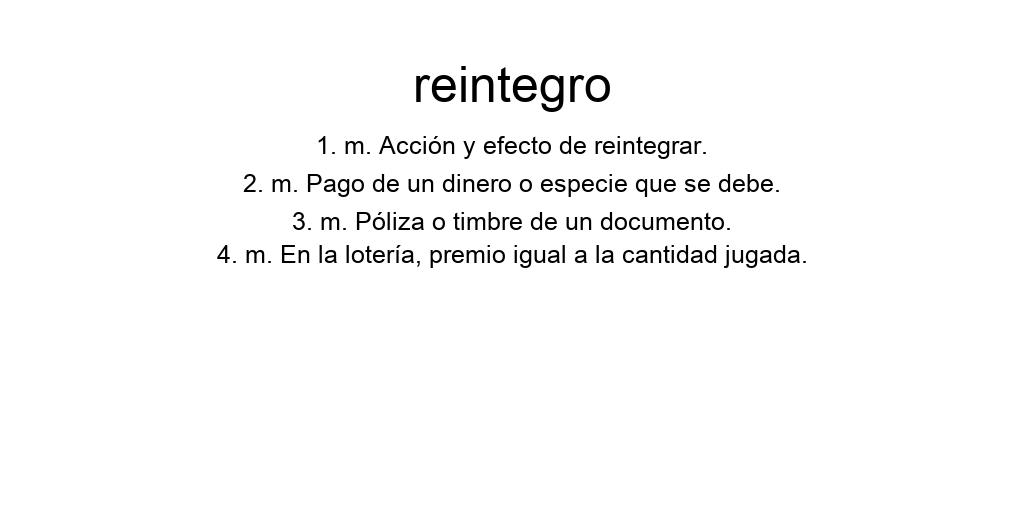 reintegro
1. m. Acción y efecto de reintegrar.
2. m. Pago de un dinero o especie que se debe.
3. m. Póliza o timbre de un documento.
4. m. En la lotería, premio igual a la cantidad jugada.